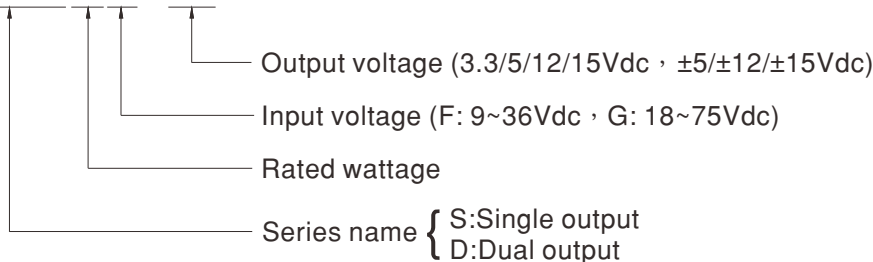 Output voltage (3.3/5/12/15Vdc，±5/±12/±15Vdc)
Input voltage (F: 9~36Vdc，G: 18~75Vdc)
Rated wattage
Series name { S:Single output
D:Dual output